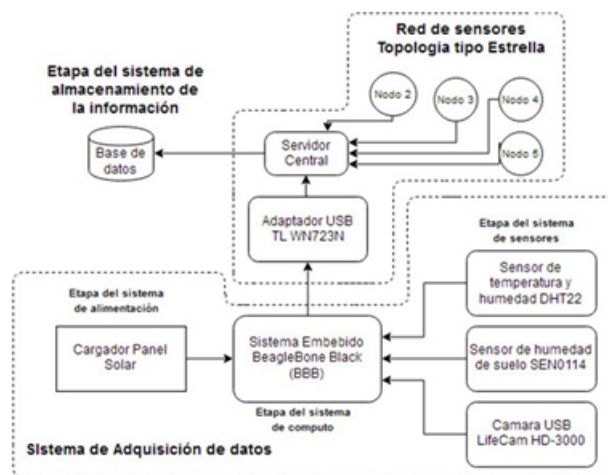 Red de sensores
Topologia tipo Estrella
Etapa del sistema de
almacenamiento de
la información
Nodo 2
Nodo 3
Nodo 4
Nodo 5
Base de
datos
Servidor
Central
Adaptador USB
TL WN723N
Etapa del sistema
de sensores
Sensor de
temperatura y
humedad DHT22
Etapa del sistema
de alimentación
Cargador Panel
Solar
Sistema Embebido
BeagleBone Black
(BBB)
Sensor de humedad
de suelo SEN0114
Etapa del sistema
de computo
Camara USB
LifeCam HD-3000
Sistema de Adquisición de datos